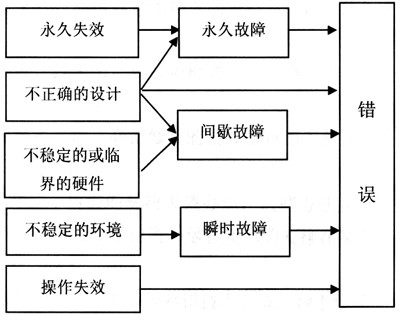 永久失效
永久故障
不正确的设计
间歇故障
不稳定的或临
界的硬件
不稳定的环境
瞬时故障
操作失效
错
误